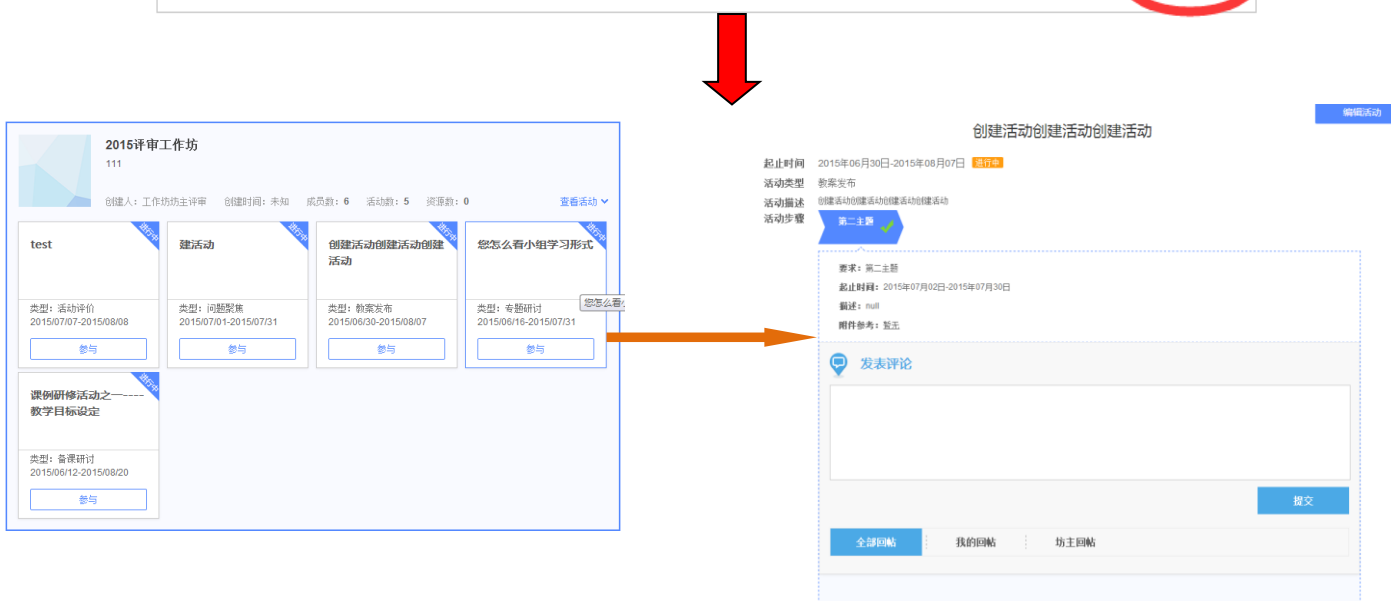 2015评审工作坊
111
创建人：工作坊坊主评审 创建时间：未知 成员数：6 活动数：5 资源数：0 查看活动
test
进行中
类型：活动评价
2015/07/07-2015/08/08
参与
建活动
进行中
类型：问题聚焦
2015/07/01-2015/07/31
参与
创建活动创建活动创建
活动
进行中
类型：教案发布
2015/06/30-2015/08/07
参与
您怎么看小组学习形式
进行中
类型：专题研讨
2015/06/16-2015/07/31
参与
您怎么看
课例研修活动之一----
教学目标设定
进行中
类型：备课研讨
2015/06/12-2015/08/20
参与
编辑活动
创建活动创建活动创建活动
起止时间 2015年06月30日-2015年08月07日 进行中
活动类型 教案发布
活动描述 创建活动创建活动创建活动创建活动
活动步骤 第二主题
要求：第二主题
起止时间：2015年07月02日-2015年07月30日
描述：null
附件参考：暂无
发表评论
提交
全部回帖 我的回帖 坊主回帖